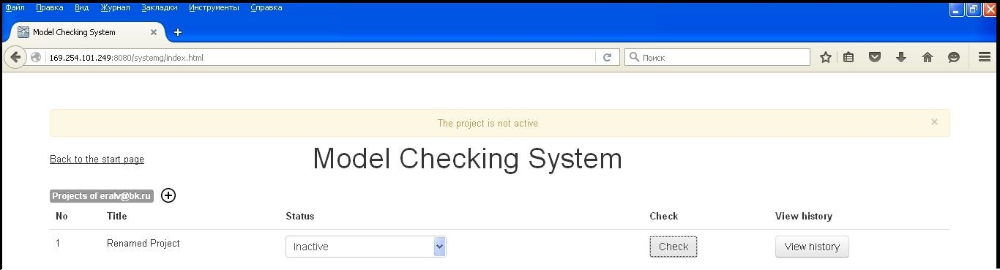 Файл Правка Вид Журнал Закладки Инструменты Справка
Model Checking System
169.254.101.249:8080/systemg/index.html
Поиск
The project is not active
Back to the start page
Model Checking System
Projects of eralv@bk.ru
No Title Status Check View history
1 Renamed Project Inactive Check View history